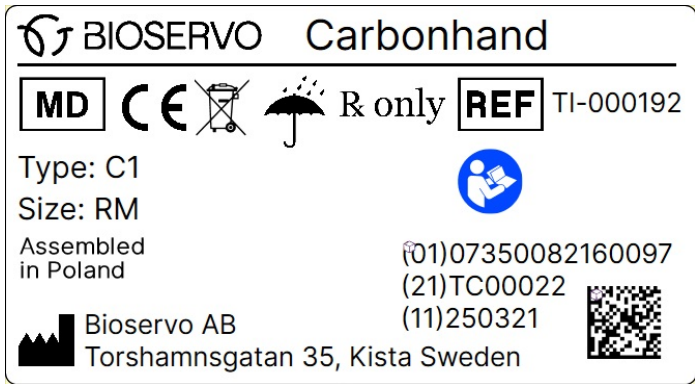 BIOSERVO Carbonhand
MD CE R only REF TI-000192
Type: C1
Size: RM
Assembled
in Poland
(01)07350082160097
(21)TC00022
(11)250321
Bioservo AB
Torshamnsgatan 35, Kista Sweden